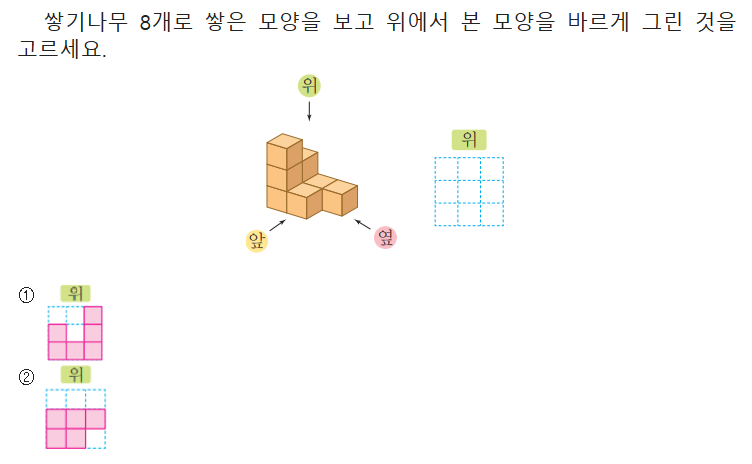 쌓기나무 8개로 쌓은 모양을 보고 위에서 본 모양을 바르게 그린 것을
고르세요.
위
위
앞
옆
① 위
② 위